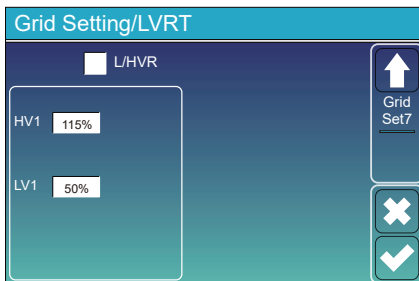 Grid Setting/LVRT
L/HVR
HV1 115%
LV1 50%
Grid
Set7